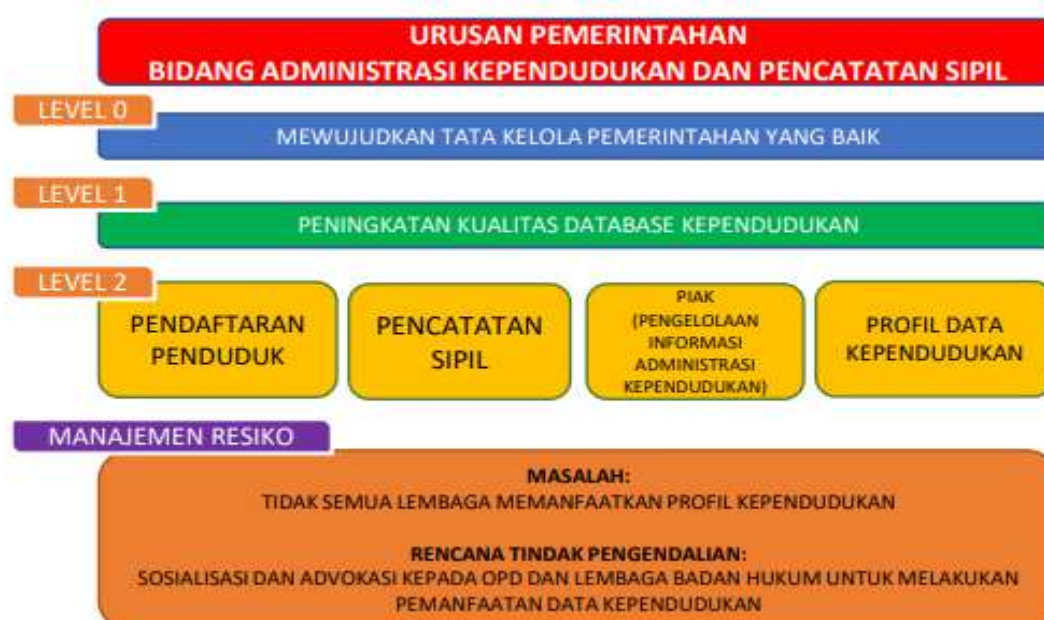 URUSAN PEMERINTAHAN
BIDANG ADMINISTRASI KEPENDUDUKAN DAN PENCATATAN SIPIL
LEVEL 0
MEWUJUDKAN TATA KELOLA PEMERINTAHAN YANG BAIK
LEVEL 1
PENINGKATAN KUALITAS DATABASE KEPENDUDUKAN
LEVEL 2
PENDAFTARAN
PENDUDUK
PENCATATAN
SIPIL
PIAK
(PENGELOLAAN
INFORMASI
ADMINISTRASI
KEPENDUDUKAN)
PROFIL DATA
KEPENDUDUKAN
MANAJEMEN RESIKO
MASALAH:
TIDAK SEMUA LEMBAGA MEMANFAATKAN PROFIL KEPENDUDUKAN
RENCANA TINDAK PENGENDALIAN:
SOSIALISASI DAN ADVOKASI KEPADA OPD DAN LEMBAGA BADAN HUKUM UNTUK MELAKUKAN
PEMANFAATAN DATA KEPENDUDUKAN